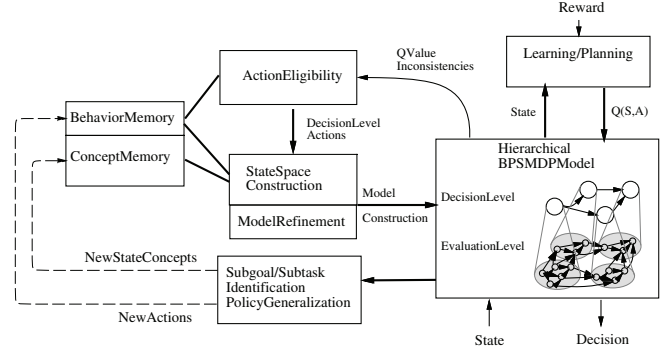 Reward
Learning/Planning
QValue
Inconsistencies
ActionEligibility
State
Q(S,A)
BehaviorMemory
DecisionLevel
Actions
ConceptMemory
Hierarchical
BPSMDPModel
StateSpace
Construction
Model
Construction
DecisionLevel
ModelRefinement
EvaluationLevel
NewStateConcepts
Subgoal/Subtask
Identification
PolicyGeneralization
NewActions
State
Decision